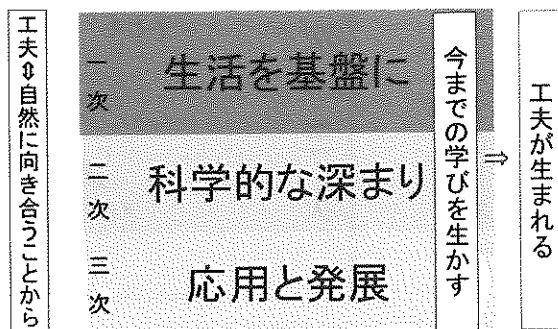 工夫⇕自然に向き合うことから
一次
生活を基盤に
二次
科学的な深まり
三次
応用と発展
今までの学びを生かす
⇒
工夫が生まれる